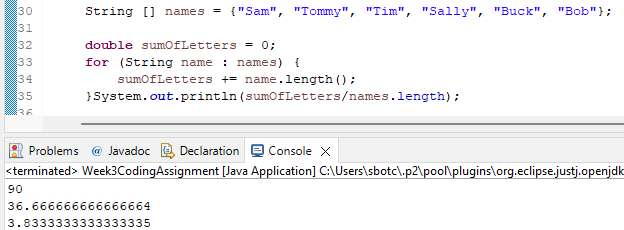 30 String [] names = {"Sam", "Tommy", "Tim", "Sally", "Buck", "Bob"};
31
32 double sumOfLetters = 0;
33 for (String name : names) {
34 sumOfLetters += name.length();
35 }System.out.println(sumOfLetters/names.length);
36
Problems @ Javadoc Declaration Console
<terminated> Week3CodingAssignment [Java Application] C:\Users\sbotc\.p2\pool\plugins\org.eclipse.justj.openjdk
90
36.666666666666664
3.8333333333333335